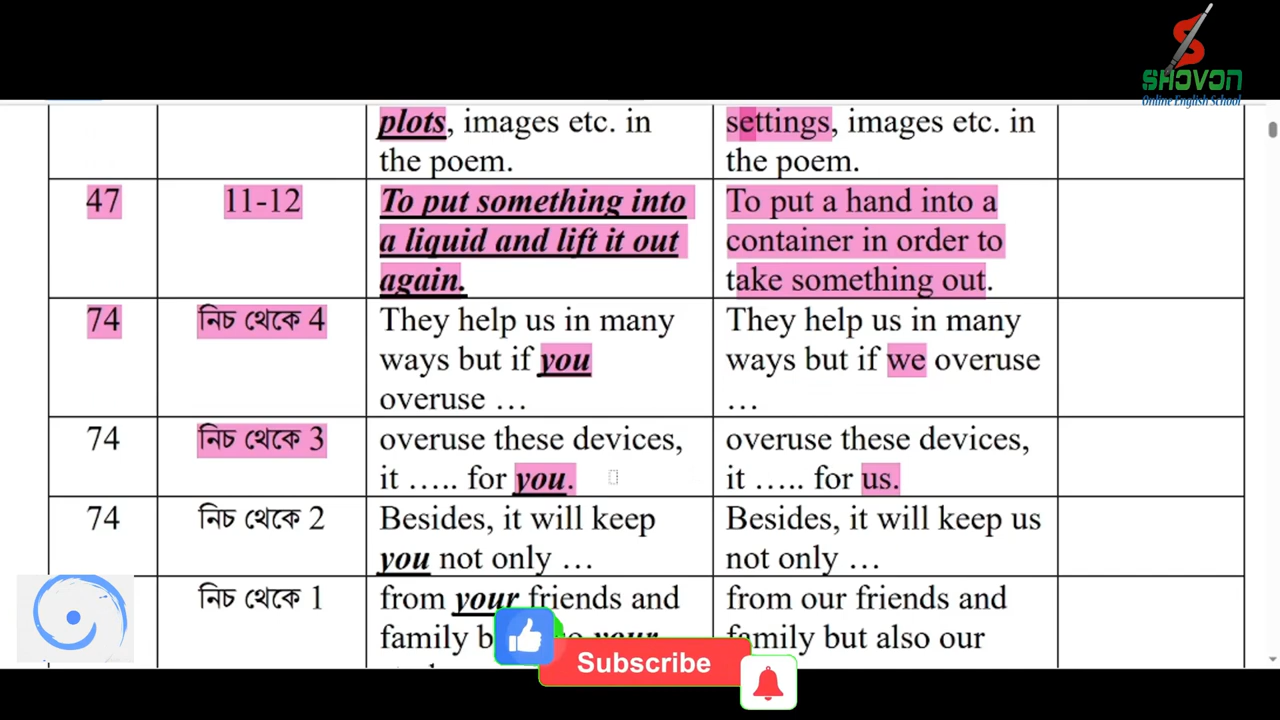 SHOVON
Online English School
plots, images etc. in
the poem.
settings, images etc. in
the poem.
47
11-12
To put something into
a liquid and lift it out
again.
To put a hand into a
container in order to
take something out.
74
নিচ থেকে 4
They help us in many
ways but if you
overuse …
They help us in many
ways but if we overuse
…
74
নিচ থেকে 3
overuse these devices,
it ….. for you.
overuse these devices,
it ….. for us.
74
নিচ থেকে 2
Besides, it will keep
you not only …
Besides, it will keep us
not only …
নিচ থেকে 1
from your friends and
family your
from our friends and
family but also our
Subscribe